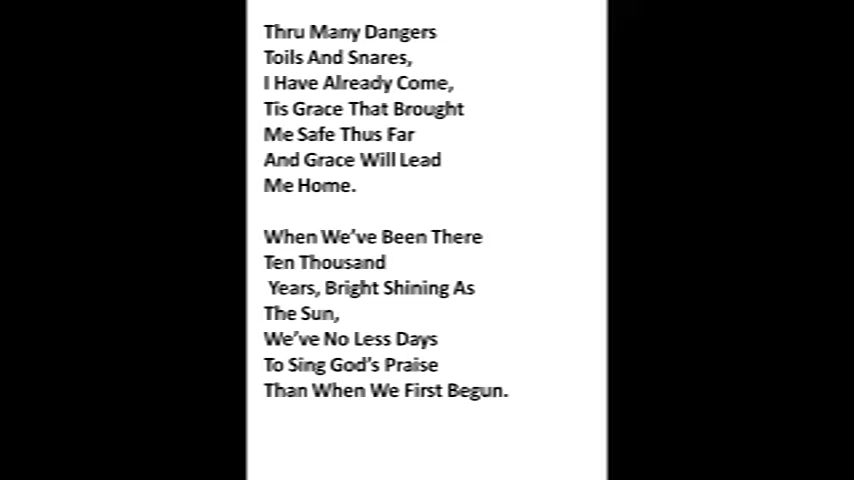 Thru Many Dangers
Toils And Snares,
I Have Already Come,
Tis Grace That Brought
Me Safe Thus Far
And Grace Will Lead
Me Home.
When We've Been There
Ten Thousand
Years, Bright Shining As
The Sun,
We've No Less Days
To Sing God's Praise
Than When We First Begun.